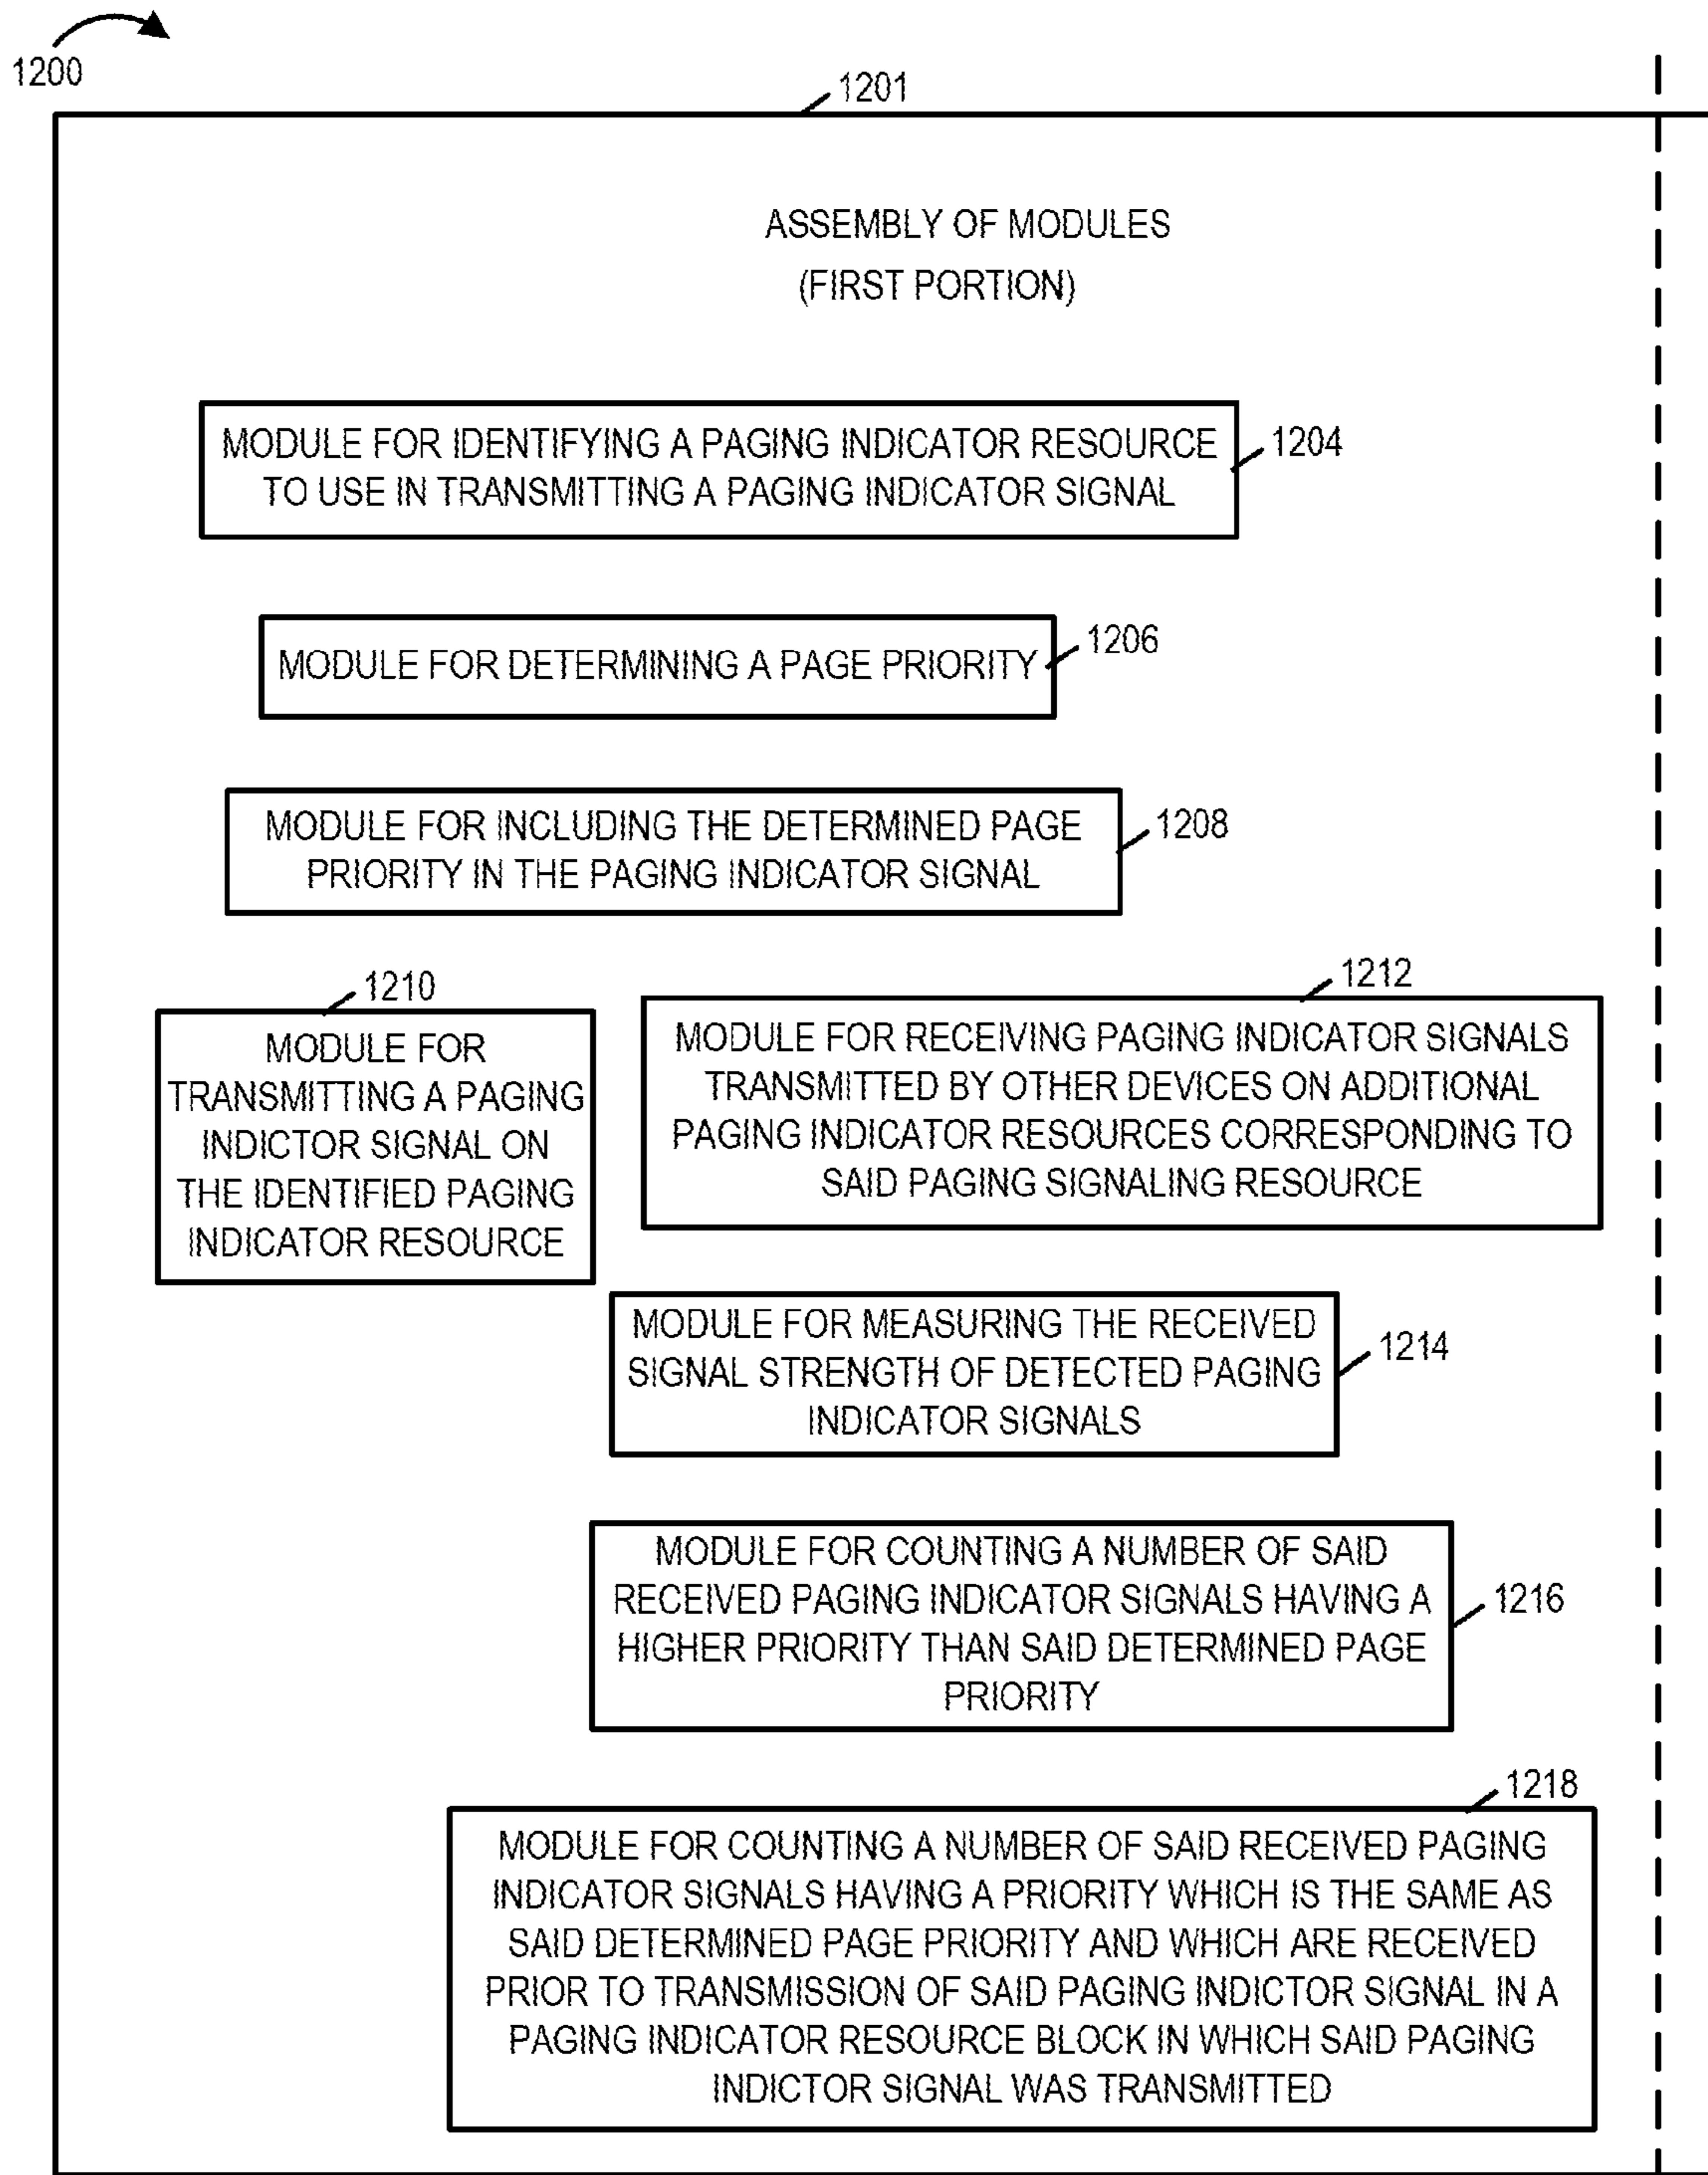 1200
1201
ASSEMBLY OF MODULES
(FIRST PORTION)
MODULE FOR IDENTIFYING A PAGING INDICATOR RESOURCE
TO USE IN TRANSMITTING A PAGING INDICATOR SIGNAL
1204
MODULE FOR DETERMINING A PAGE PRIORITY
1206
MODULE FOR INCLUDING THE DETERMINED PAGE
PRIORITY IN THE PAGING INDICATOR SIGNAL
1208
1210
MODULE FOR
TRANSMITTING A PAGING
INDICTOR SIGNAL ON
THE IDENTIFIED PAGING
INDICATOR RESOURCE
1212
MODULE FOR RECEIVING PAGING INDICATOR SIGNALS
TRANSMITTED BY OTHER DEVICES ON ADDITIONAL
PAGING INDICATOR RESOURCES CORRESPONDING TO
SAID PAGING SIGNALING RESOURCE
MODULE FOR MEASURING THE RECEIVED
SIGNAL STRENGTH OF DETECTED PAGING
INDICATOR SIGNALS
1214
MODULE FOR COUNTING A NUMBER OF SAID
RECEIVED PAGING INDICATOR SIGNALS HAVING A
HIGHER PRIORITY THAN SAID DETERMINED PAGE
PRIORITY
1216
1218
MODULE FOR COUNTING A NUMBER OF SAID RECEIVED PAGING
INDICATOR SIGNALS HAVING A PRIORITY WHICH IS THE SAME AS
SAID DETERMINED PAGE PRIORITY AND WHICH ARE RECEIVED
PRIOR TO TRANSMISSION OF SAID PAGING INDICTOR SIGNAL IN A
PAGING INDICATOR RESOURCE BLOCK IN WHICH SAID PAGING
INDICTOR SIGNAL WAS TRANSMITTED